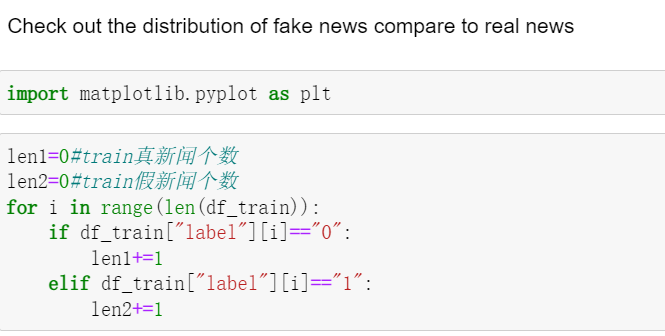 Check out the distribution of fake news compare to real news
import matplotlib.pyplot as plt
len1=0#train真新闻个数
len2=0#train假新闻个数
for i in range(len(df_train)):
    if df_train["label"][i]=="0":
        len1+=1
    elif df_train["label"][i]=="1":
        len2+=1